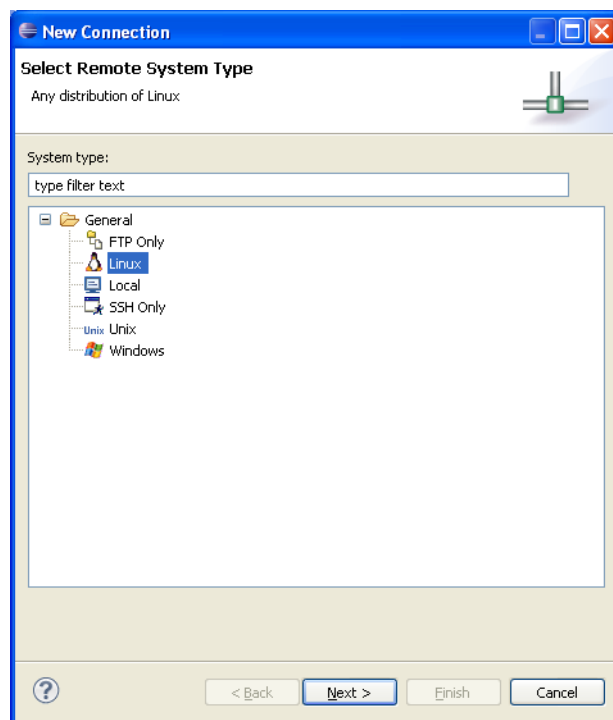 New Connection
Select Remote System Type
Any distribution of Linux
System type:
type filter text
General
FTP Only
Linux
Local
SSH Only
Unix Unix
Windows
?
< Back Next > Finish Cancel